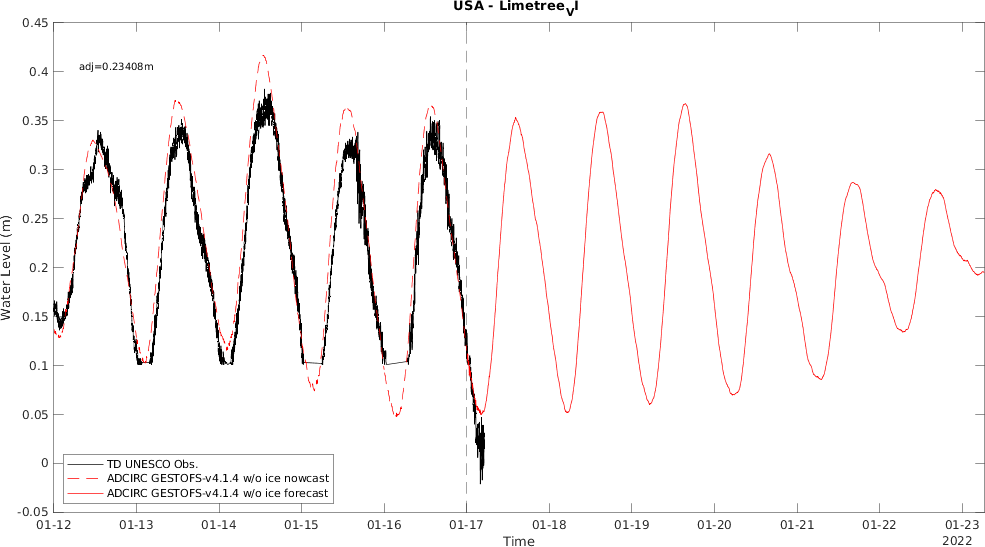 USA - Limetree_VI
adj=0.23408m
0.45
0.4
0.35
0.3
0.25
0.2
0.15
0.1
0.05
0
-0.05
Water Level (m)
TD UNESCO Obs.
ADCIRC GESTOFS-v4.1.4 w/o ice nowcast
ADCIRC GESTOFS-v4.1.4 w/o ice forecast
01-12 01-13 01-14 01-15 01-16 01-17 01-18 01-19 01-20 01-21 01-22 01-23
Time
2022